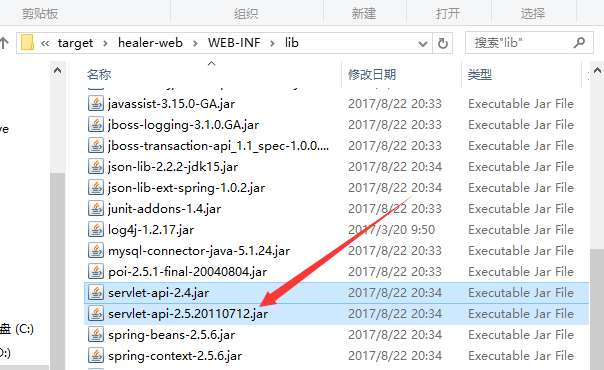 剪贴板 组织 新建 打开 选择
« target › healer-web › WEB-INF › lib 搜索"lib"
名称 修改日期 类型
javassist-3.15.0-GA.jar 2017/8/22 20:33 Executable Jar File
jboss-logging-3.1.0.GA.jar 2017/8/22 20:33 Executable Jar File
jboss-transaction-api_1.1_spec-1.0.0.... 2017/8/22 20:33 Executable Jar File
json-lib-2.2.2-jdk15.jar 2017/8/22 20:34 Executable Jar File
json-lib-ext-spring-1.0.2.jar 2017/8/22 20:34 Executable Jar File
junit-addons-1.4.jar 2017/8/22 20:33 Executable Jar File
log4j-1.2.17.jar 2017/3/20 9:50 Executable Jar File
mysql-connector-java-5.1.24.jar 2017/8/22 20:33 Executable Jar File
poi-2.5.1-final-20040804.jar 2017/8/22 20:33 Executable Jar File
servlet-api-2.4.jar 2017/8/22 20:34 Executable Jar File
servlet-api-2.5.20110712.jar 2017/8/22 20:34 Executable Jar File
盘 (C:) spring-beans-2.5.6.jar 2017/8/22 20:34 Executable Jar File
spring-context-2.5.6.jar 2017/8/22 20:34 Executable Jar File